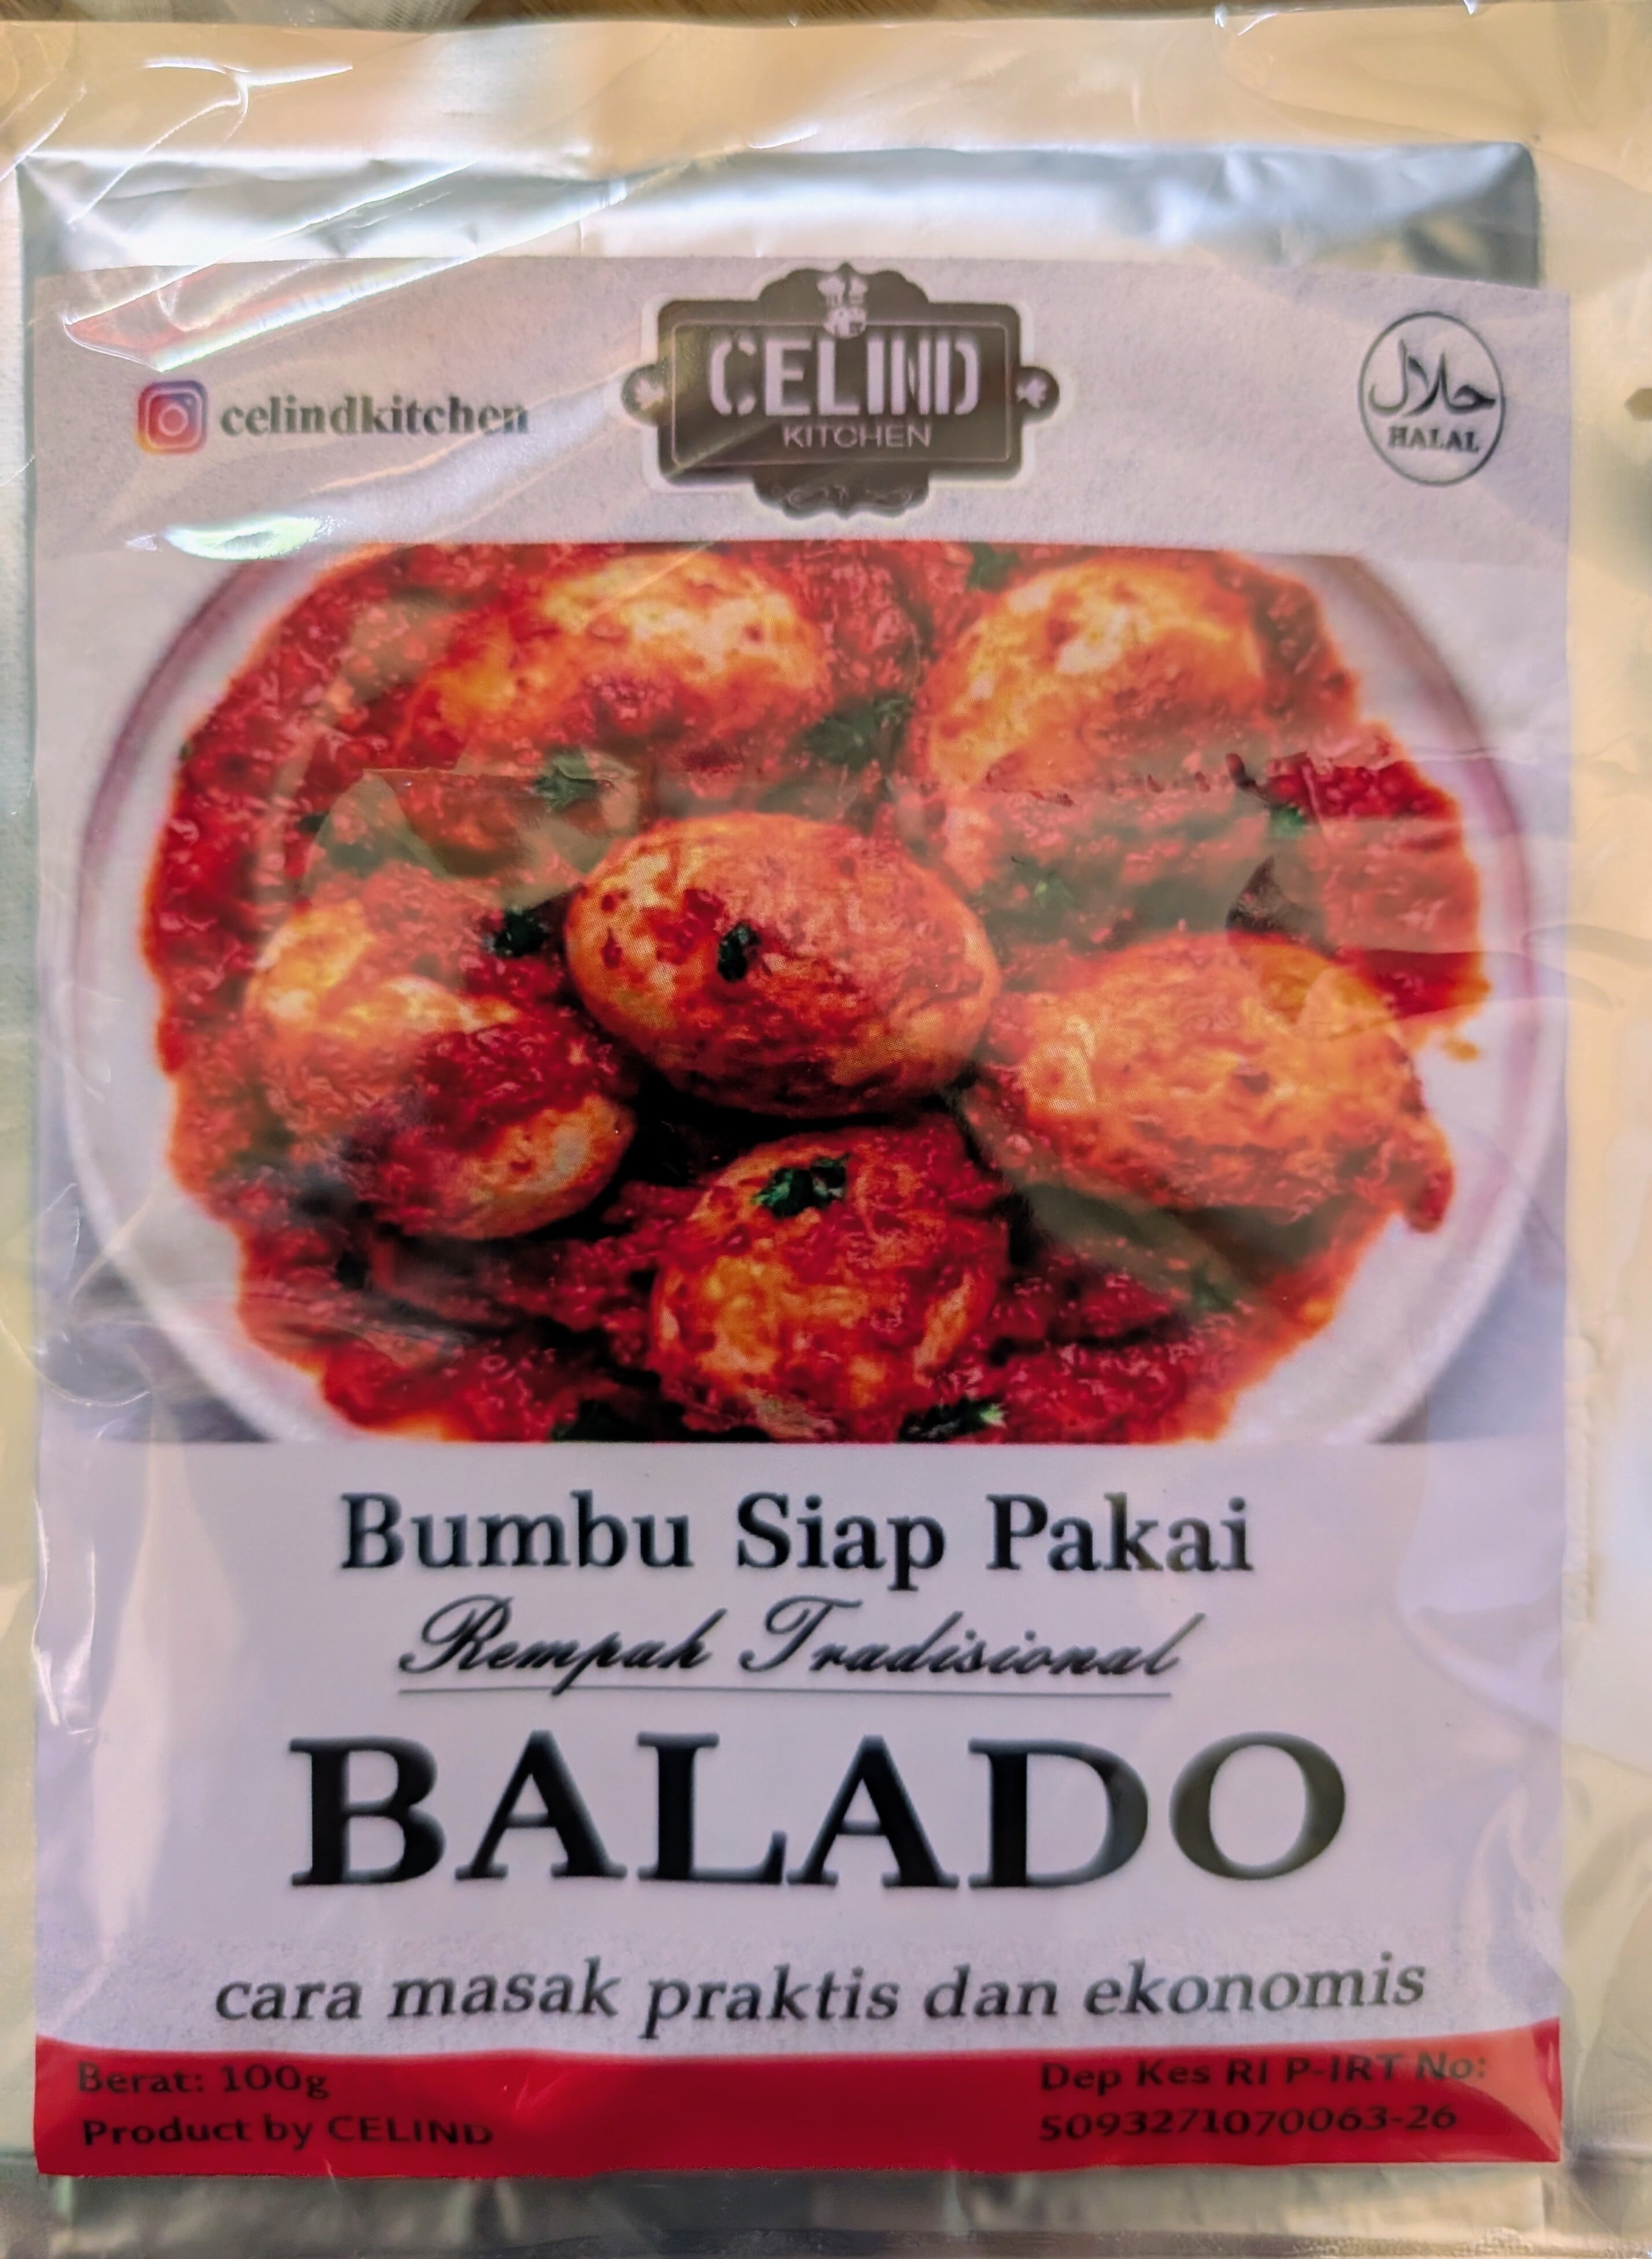 celindkitchen
CELIND
KITCHEN
حلال
HALAL
Bumbu Siap Pakai
Rempah Tradisional
BALADO
cara masak praktis dan ekonomis
Berat: 100g
Product by CELIND
Dep Kes RI P-IRT No:
5093271070063-26